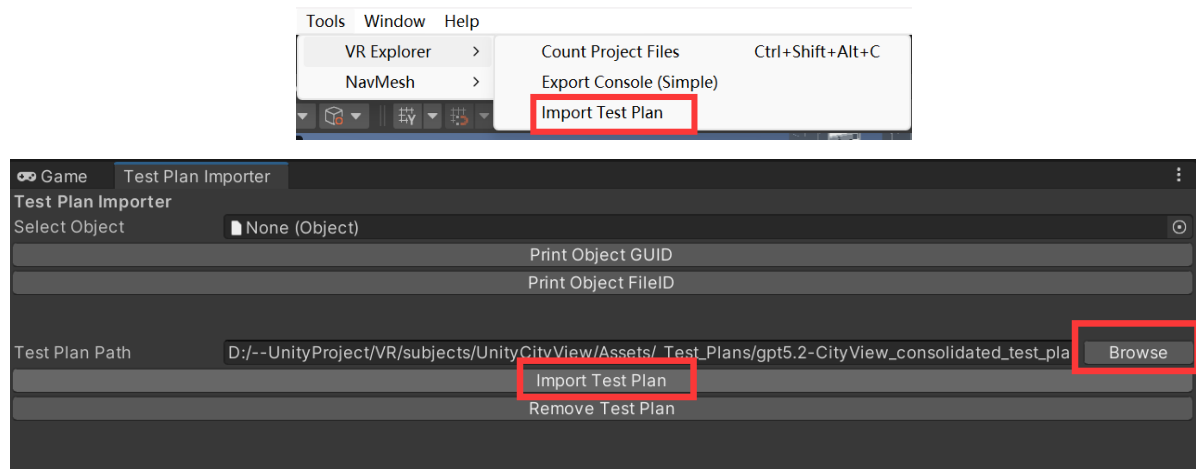 Tools Window Help
VR Explorer > Count Project Files Ctrl+Shift+Alt+C
NavMesh > Export Console (Simple)
Import Test Plan
Game Test Plan Importer
Test Plan Importer
Select Object None (Object)
Print Object GUID
Print Object FileID
Test Plan Path D:/--UnityProject/VR/subjects/UnityCityView/Assets/_Test_Plans/gpt5.2-CityView_consolidated_test_pla Browse
Import Test Plan
Remove Test Plan